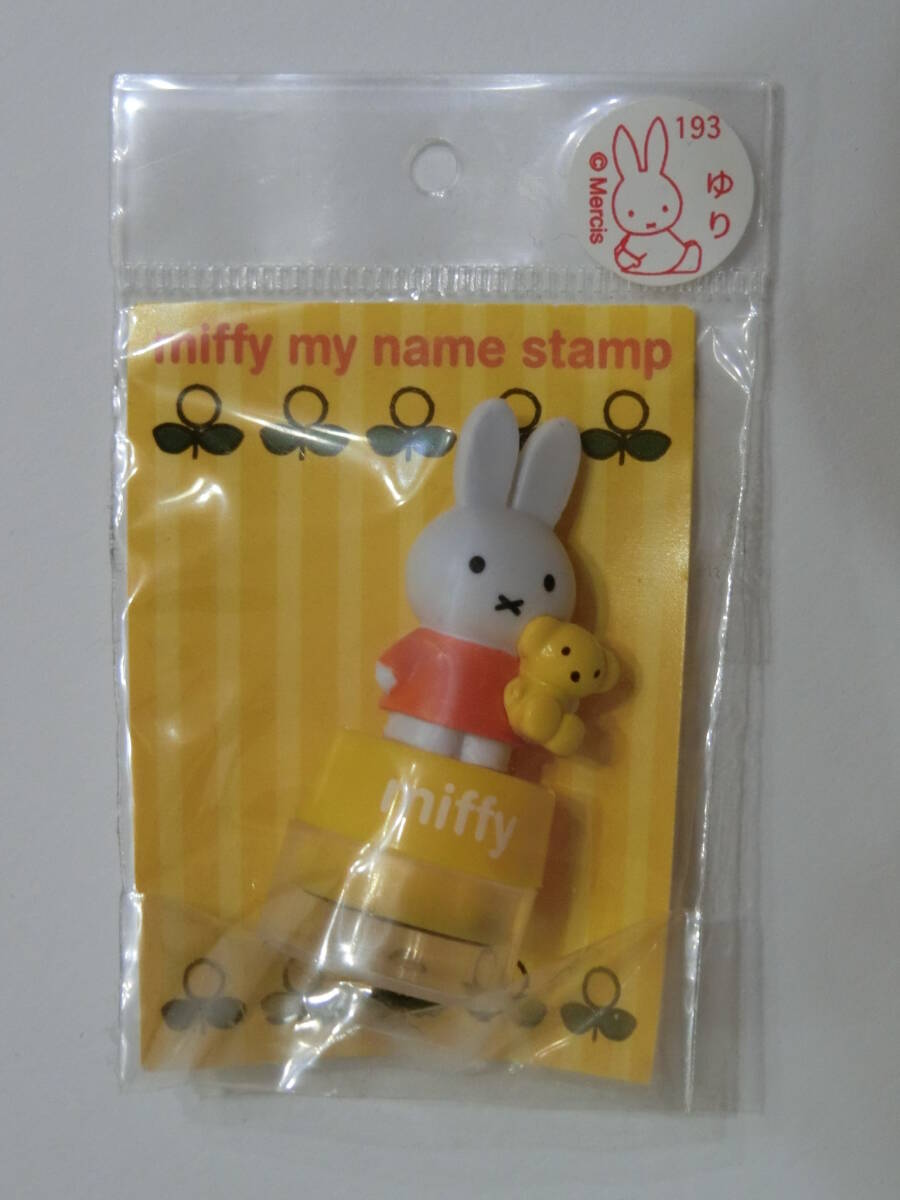 193
ゆり
© Mercis
miffy my name stamp
miffy